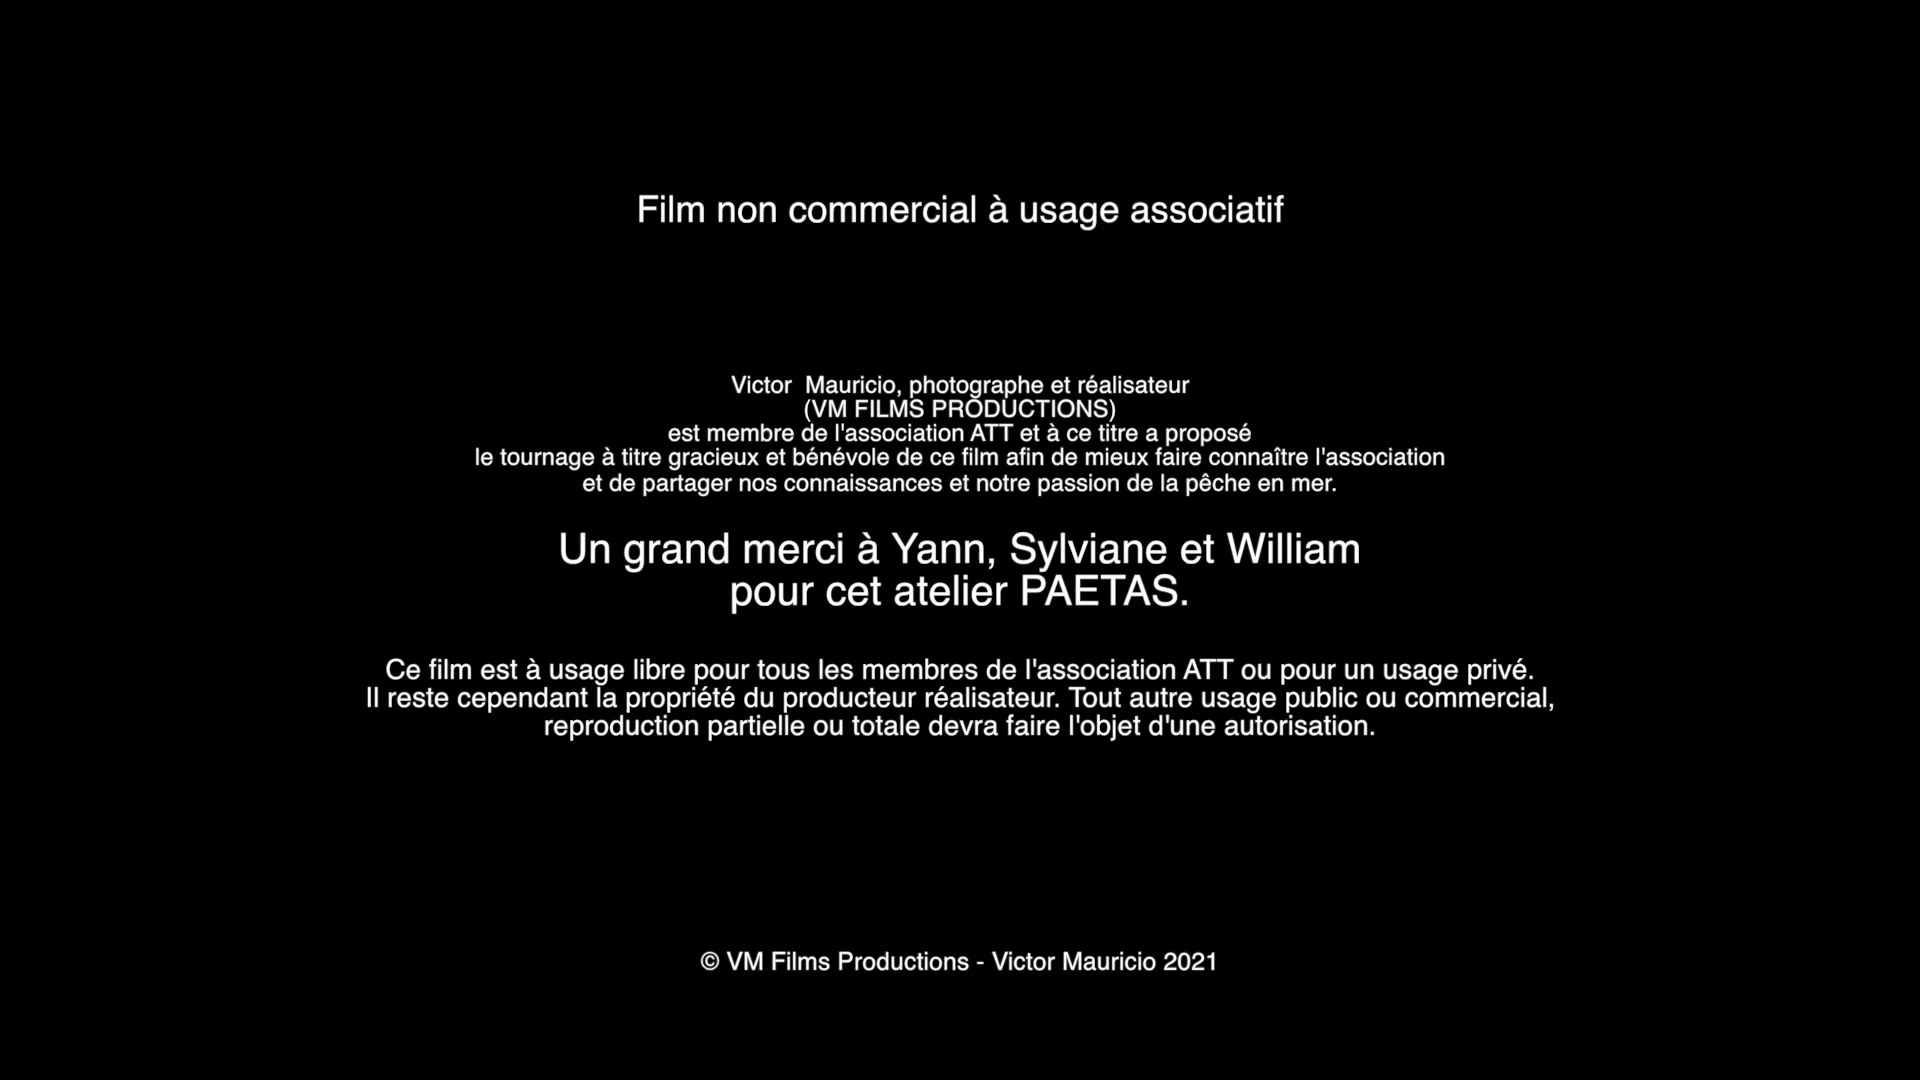 Film non commercial à usage associatif
Victor  Mauricio, photographe et réalisateur
(VM FILMS PRODUCTIONS)
est membre de l'association ATT et à ce titre a proposé
le tournage à titre gracieux et bénévole de ce film afin de mieux faire connaître l'association
et de partager nos connaissances et notre passion de la pêche en mer.
Un grand merci à Yann, Sylviane et William
pour cet atelier PAETAS.
Ce film est à usage libre pour tous les membres de l'association ATT ou pour un usage privé.
Il reste cependant la propriété du producteur réalisateur. Tout autre usage public ou commercial,
reproduction partielle ou totale devra faire l'objet d'une autorisation.
© VM Films Productions - Victor Mauricio 2021